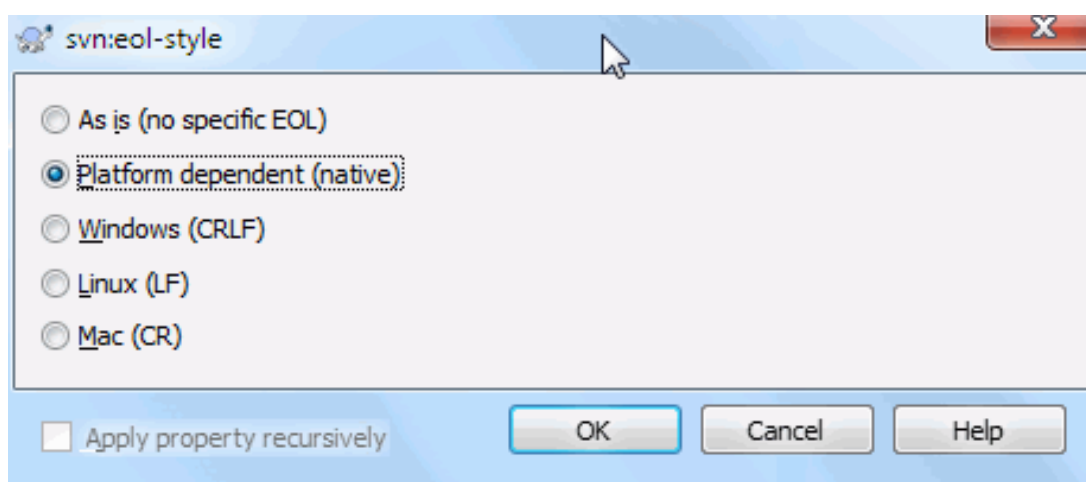 svn:eol-style
As is (no specific EOL)
Platform dependent (native)
Windows (CRLF)
Linux (LF)
Mac (CR)
Apply property recursively
OK
Cancel
Help